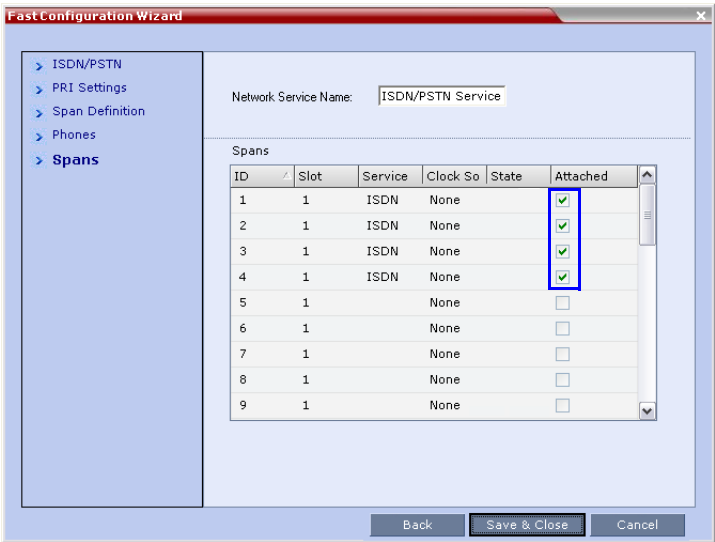 Fast Configuration Wizard
ISDN/PSTN
PRI Settings
Span Definition
Phones
Spans
Network Service Name: ISDN/PSTN Service
Spans
ID Slot Service Clock So State Attached
1 1 ISDN None
2 1 ISDN None
3 1 ISDN None
4 1 ISDN None
5 1 None
6 1 None
7 1 None
8 1 None
9 1 None
Back Save & Close Cancel